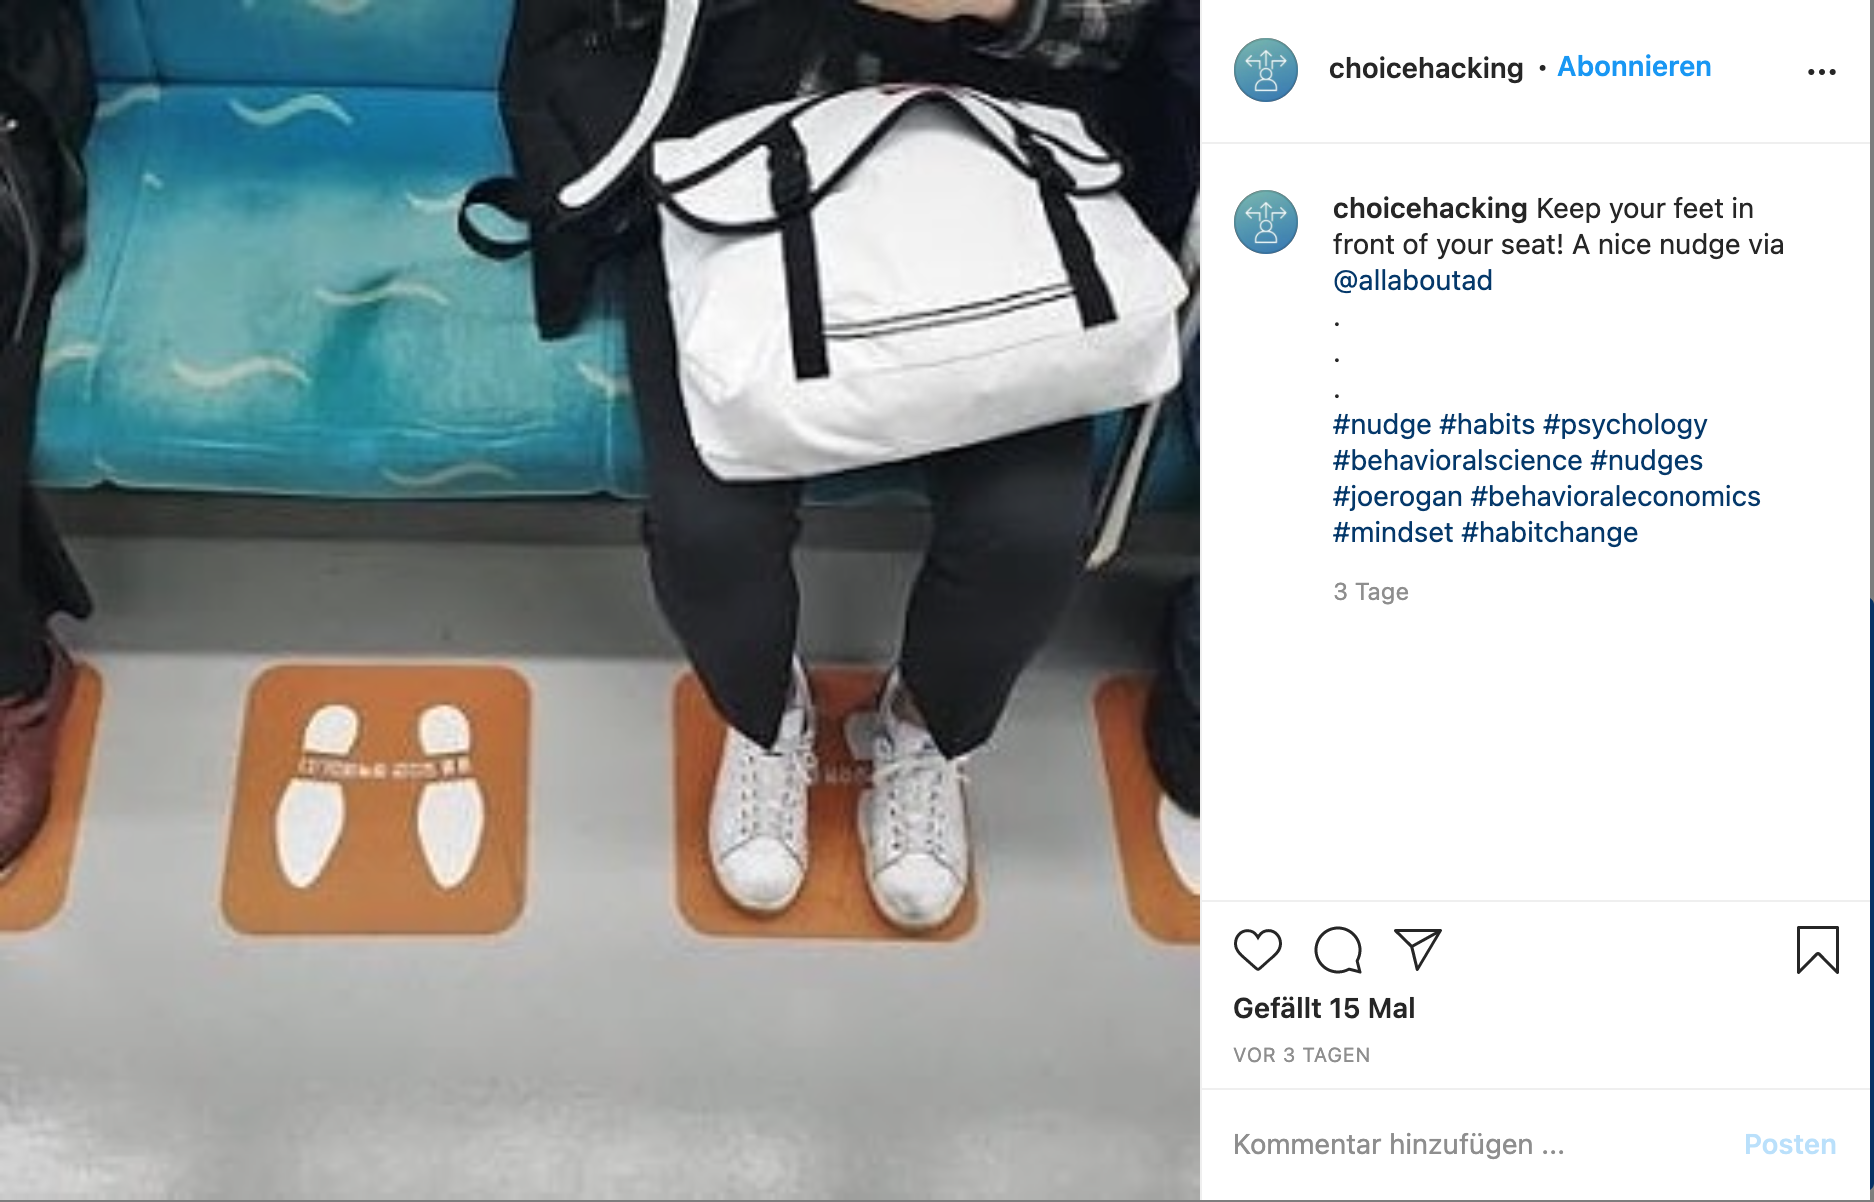 choicehacking • Abonnieren
choicehacking Keep your feet in
front of your seat! A nice nudge via
@allaboutad
.
.
.
#nudge #habits #psychology
#behavioralscience #nudges
#joerogan #behavioraleconomics
#mindset #habitchange
3 Tage
Gefällt 15 Mal
VOR 3 TAGEN
Kommentar hinzufügen ...
Posten